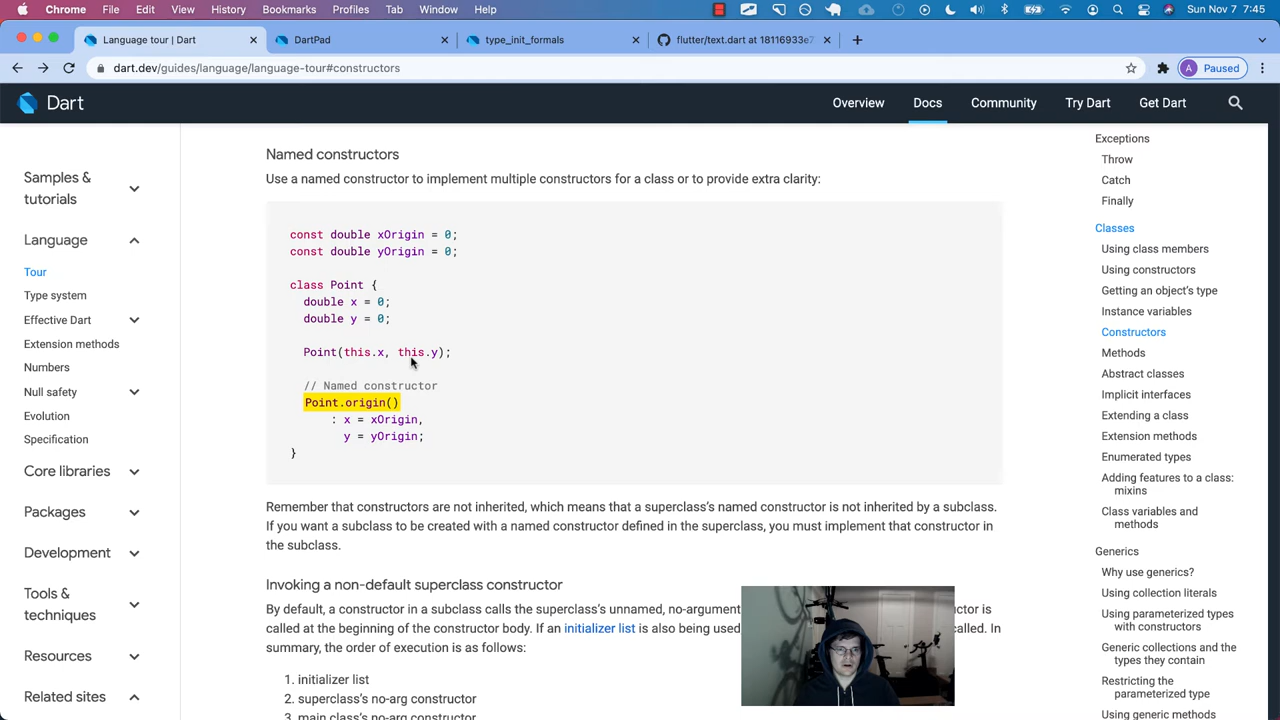 Chrome File Edit View History Bookmarks Profiles Tab Window Help Sun Nov 7 7:45
Language tour | Dart
DartPad
type_init_formals
flutter/text.dart at 18116933e7
dart.dev/guides/language/language-tour#constructors
A Paused
Dart
Overview Docs Community Try Dart Get Dart
Samples &
tutorials
Language
Tour
Type system
Effective Dart
Extension methods
Numbers
Null safety
Evolution
Specification
Core libraries
Packages
Development
Tools &
techniques
Resources
Related sites
Named constructors
Use a named constructor to implement multiple constructors for a class or to provide extra clarity:
const double xOrigin = 0;
const double yOrigin = 0;
class Point {
double x = 0;
double y = 0;
Point(this.x, this.y);
// Named constructor
Point.origin()
: x = xOrigin,
y = yOrigin;
}
Remember that constructors are not inherited, which means that a superclass's named constructor is not inherited by a subclass.
If you want a subclass to be created with a named constructor defined in the superclass, you must implement that constructor in
the subclass.
Invoking a non-default superclass constructor
By default, a constructor in a subclass calls the superclass's unnamed, no-argument
called at the beginning of the constructor body. If an initializer list is also being used
summary, the order of execution is as follows:
1. initializer list
2. superclass's no-arg constructor
3. main class's no-arg constructor
Exceptions
Throw
Catch
Finally
Classes
Using class members
Using constructors
Getting an object's type
Instance variables
Constructors
Methods
Abstract classes
Implicit interfaces
Extending a class
Extension methods
Enumerated types
Adding features to a class:
mixins
Class variables and
methods
Generics
Why use generics?
Using collection literals
Using parameterized types
with constructors
Generic collections and the
types they contain
Restricting the
parameterized type
Using generic methods